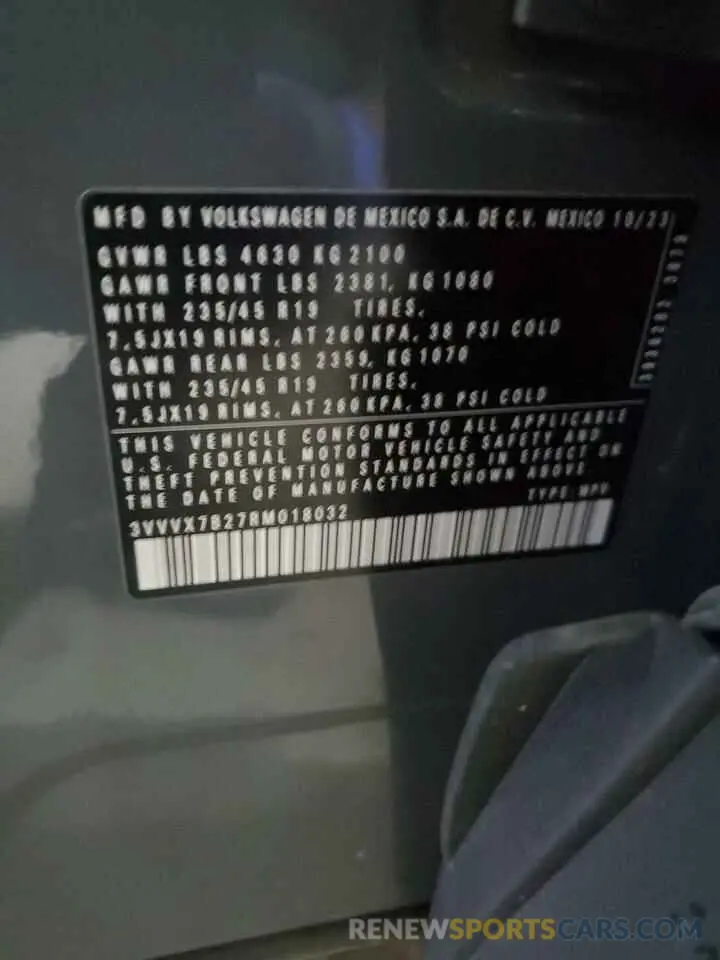 MFD BY VOLKSWAGEN DE MEXICO S.A. DE C.V. MEXICO 10/23
GVWR LBS 4630 KG 2100
GAWR FRONT LBS 2381, KG 1080
WITH 235/45 R19 TIRES,
7,5JX19 RIMS, AT 260 KPA, 38 PSI COLD
GAWR REAR LBS 2359, KG 1070
WITH 235/45 R19 TIRES,
7,5JX19 RIMS, AT 260 KPA, 38 PSI COLD
THIS VEHICLE CONFORMS TO ALL APPLICABLE
U.S. FEDERAL MOTOR VEHICLE SAFETY AND
THEFT PREVENTION STANDARDS IN EFFECT ON
THE DATE OF MANUFACTURE SHOWN ABOVE
TYPE: MPV
3VVVX7B27RM018032
RENEWSPORTSCARS.COM